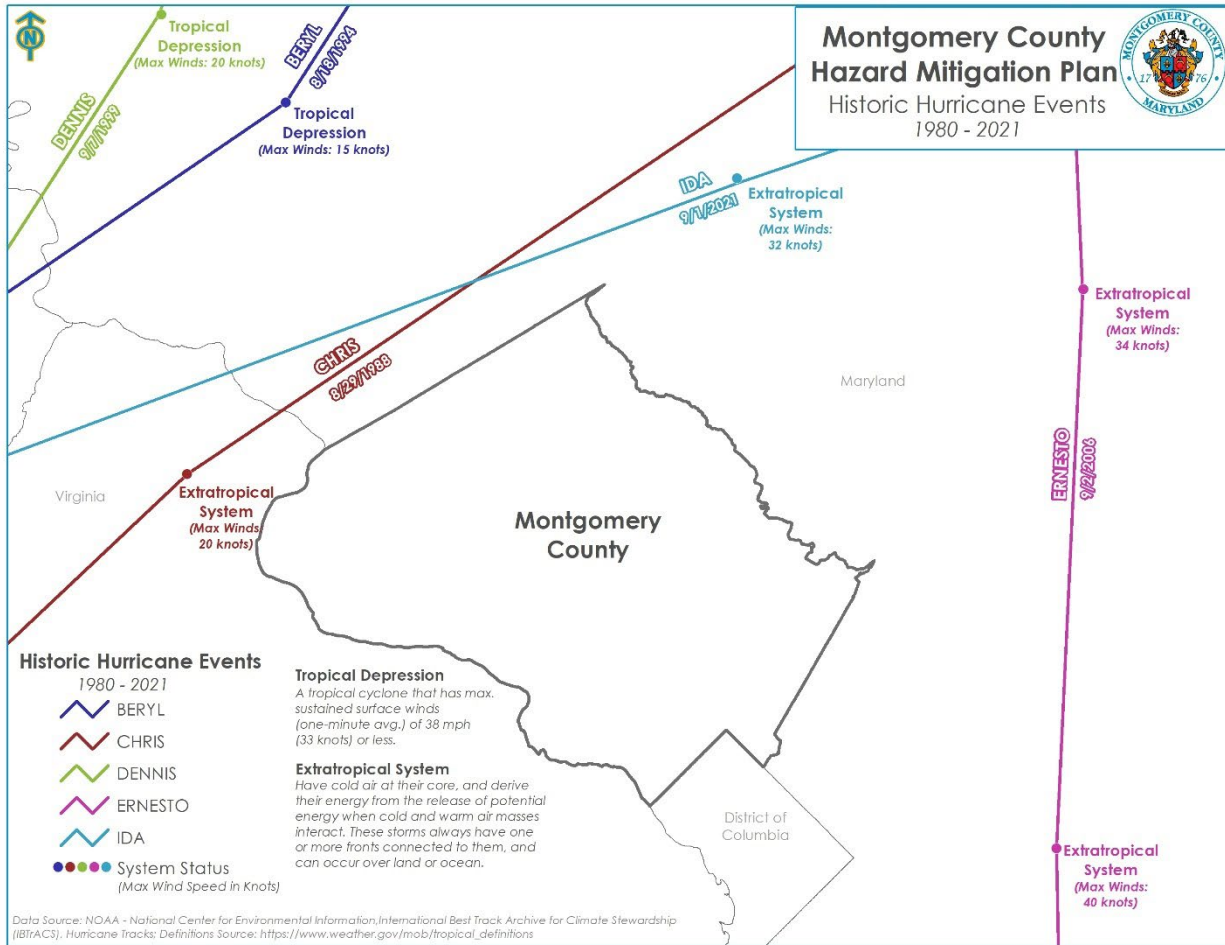 N
Montgomery County
Hazard Mitigation Plan
Historic Hurricane Events
1980 - 2021
MONTGOMERY COUNTY
17 76
MARYLAND
DENNIS
9/7/1999
Tropical
Depression
(Max Winds: 20 knots)
BERYL
8/18/1994
Tropical
Depression
(Max Winds: 15 knots)
IDA
9/1/2021
Extratropical
System
(Max Winds:
32 knots)
Extratropical
System
(Max Winds:
34 knots)
CHRIS
8/29/1988
Maryland
ERNESTO
9/2/2006
Virginia
Extratropical
System
(Max Winds:
20 knots)
Montgomery
County
District of
Columbia
Extratropical
System
(Max Winds:
40 knots)
Historic Hurricane Events
1980 - 2021
BERYL
CHRIS
DENNIS
ERNESTO
IDA
System Status
(Max Wind Speed in Knots)
Tropical Depression
A tropical cyclone that has max.
sustained surface winds
(one-minute avg.) of 38 mph
(33 knots) or less.
Extratropical System
Have cold air at their core, and derive
their energy from the release of potential
energy when cold and warm air masses
interact. These storms always have one
or more fronts connected to them, and
can occur over land or ocean.
Data Source: NOAA - National Center for Environmental Information,International Best Track Archive for Climate Stewardship
(IBTrACS), Hurricane Tracks; Definitions Source: https://www.weather.gov/mob/tropical_definitions